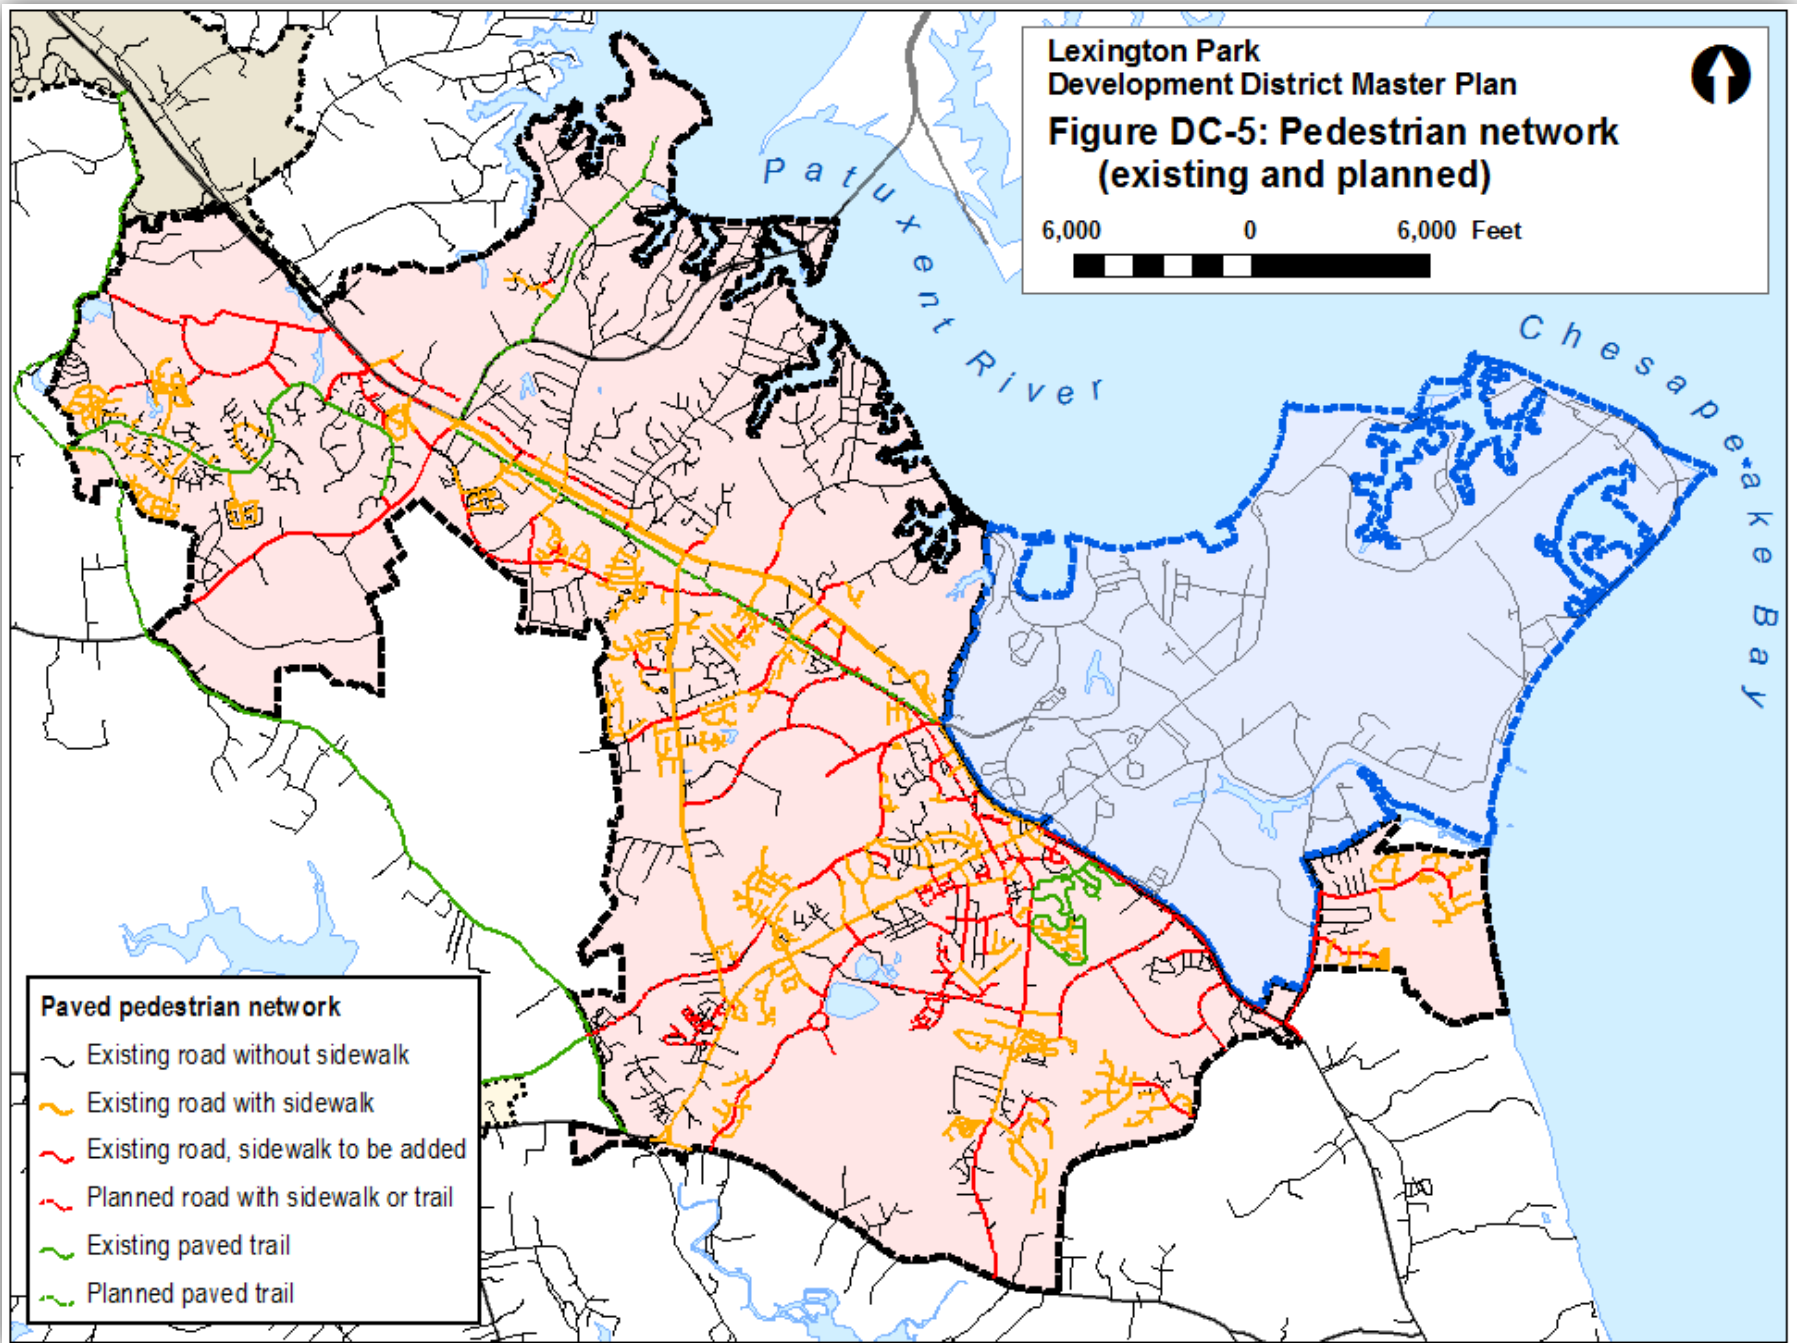 Lexington Park
Development District Master Plan
Figure DC-5: Pedestrian network
(existing and planned)
6,000 0 6,000 Feet
Patuxent River
Chesapeake Bay
Paved pedestrian network
Existing road without sidewalk
Existing road with sidewalk
Existing road, sidewalk to be added
Planned road with sidewalk or trail
Existing paved trail
Planned paved trail